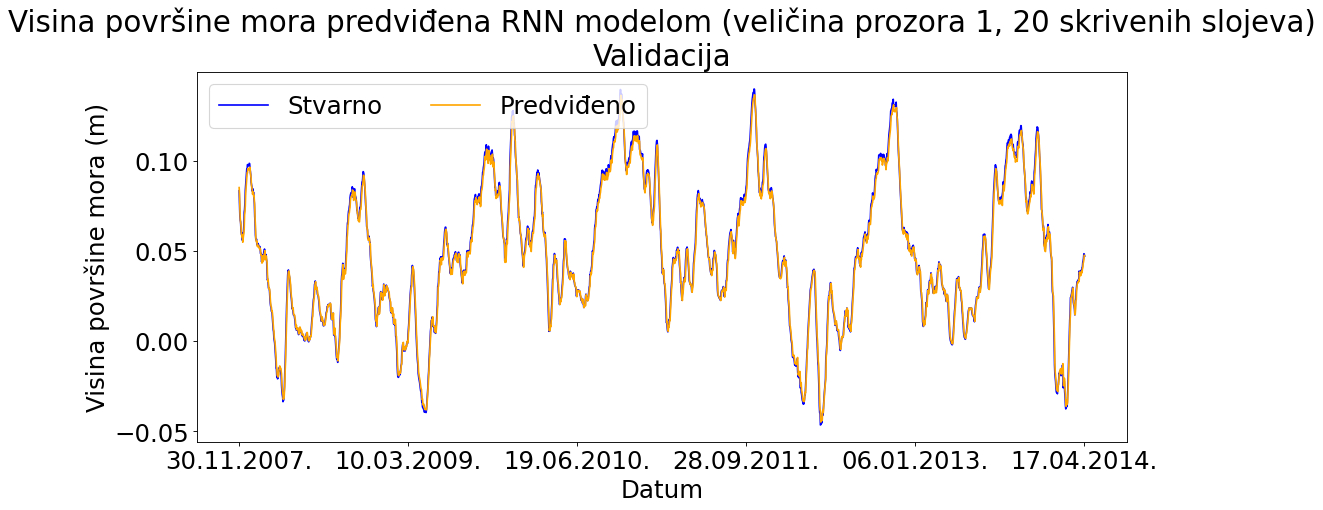 Visina površine mora predviđena RNN modelom (veličina prozora 1, 20 skrivenih slojeva)
Validacija
Stvarno Predviđeno
Visina površine mora (m)
0.10
0.05
0.00
−0.05
30.11.2007. 10.03.2009. 19.06.2010. 28.09.2011. 06.01.2013. 17.04.2014.
Datum